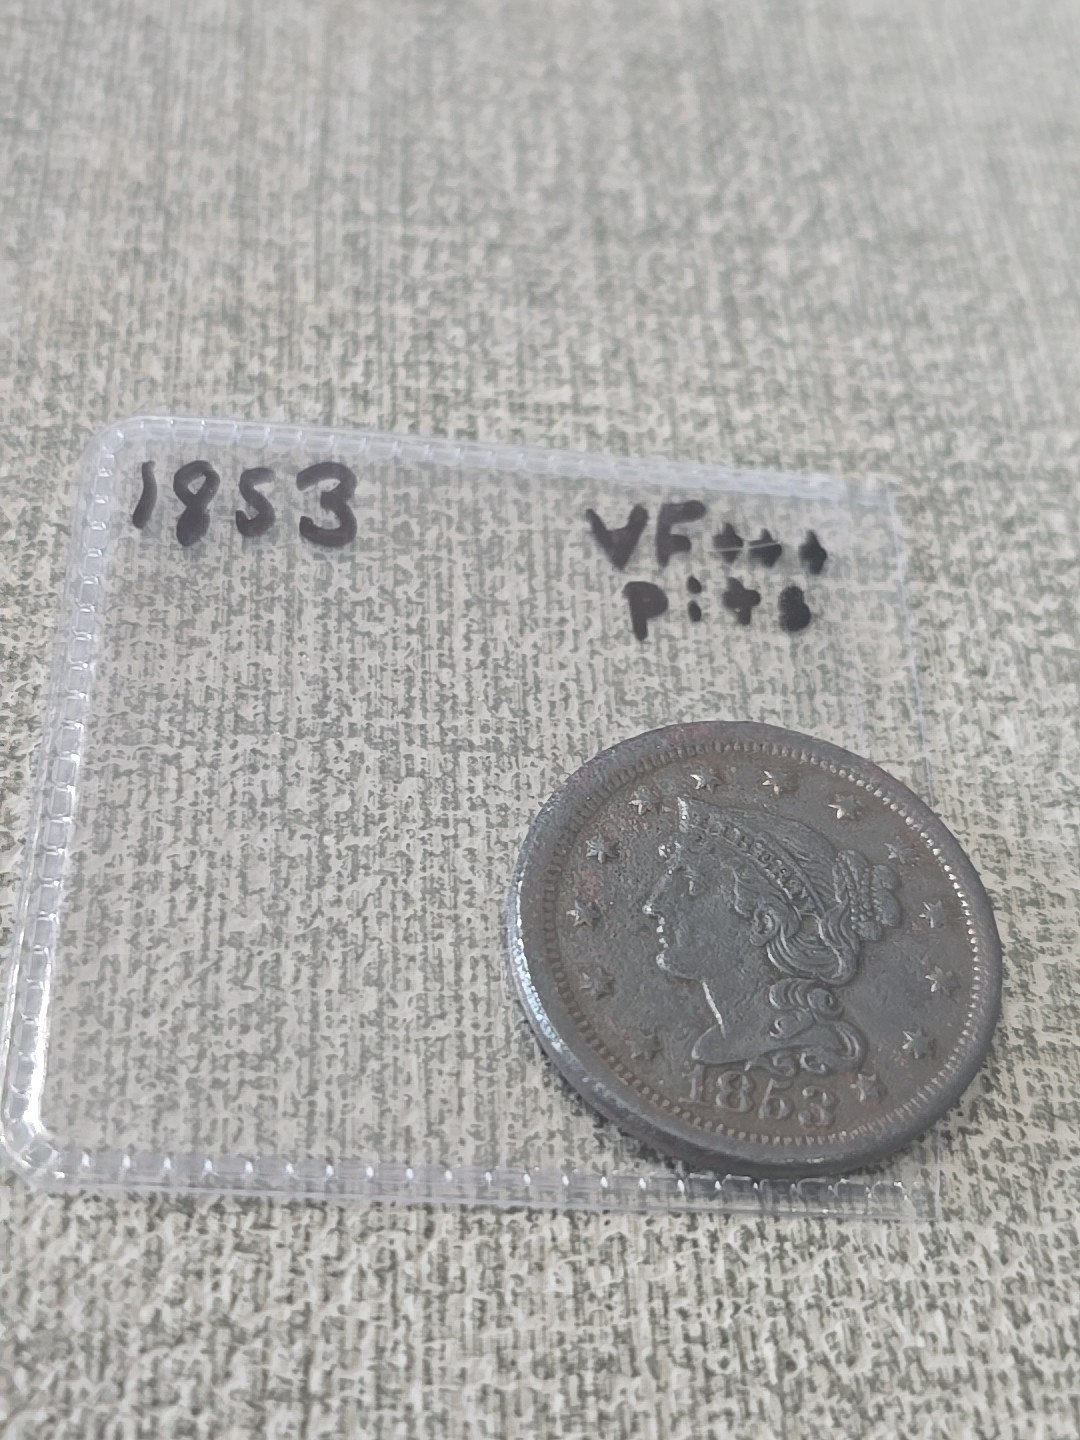 1853
VF+++
pits
LIBERTY
1853